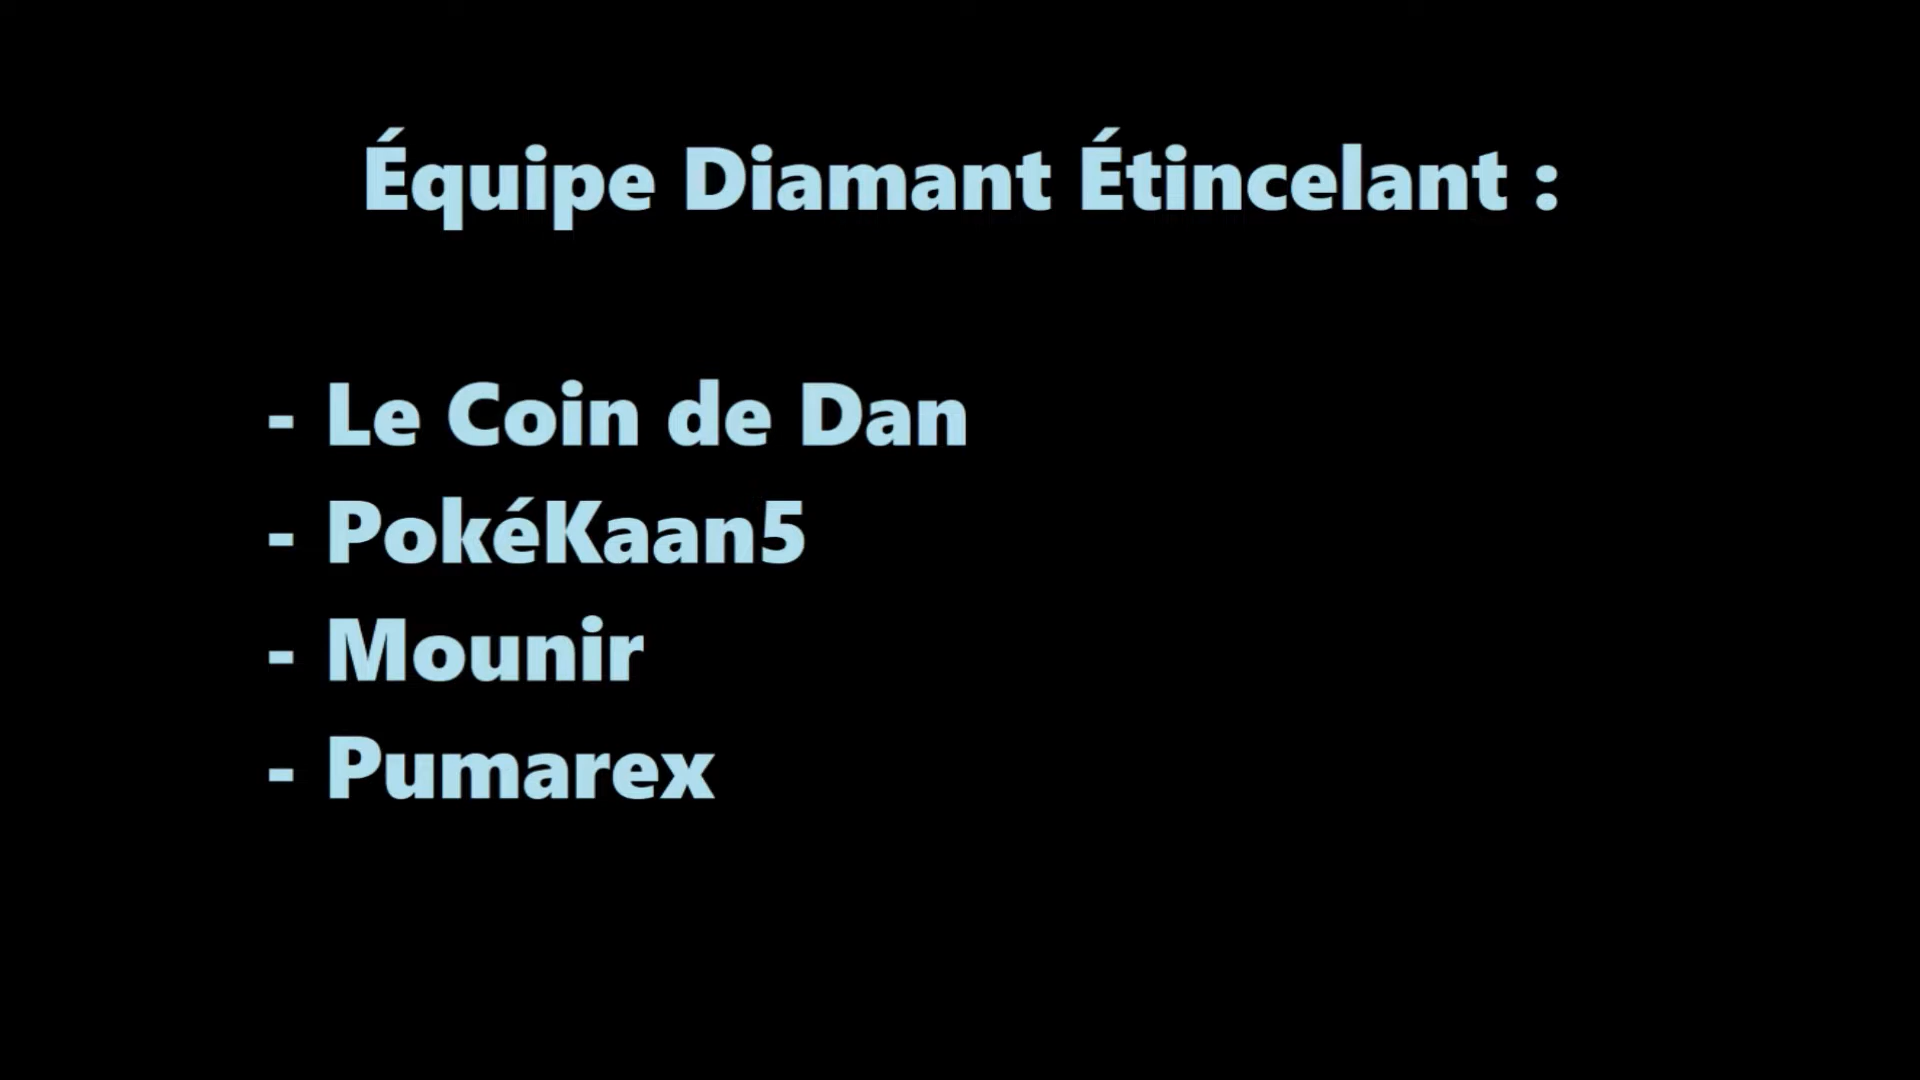 Équipe Diamant Étincelant :
- Le Coin de Dan
- PokéKaan5
- Mounir
- Pumarex